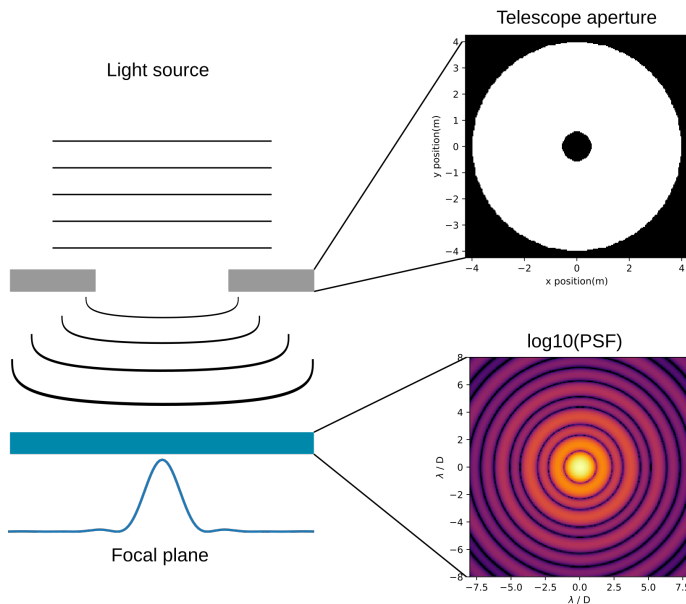 Telescope aperture
Light source
4
3
2
1
0
−1
−2
−3
−4
y position(m)
−4 −2 0 2 4
x position(m)
log10(PSF)
8
6
4
2
0
−2
−4
−6
−8
λ / D
−7.5 −5.0 −2.5 0.0 2.5 5.0 7.5
λ / D
Focal plane